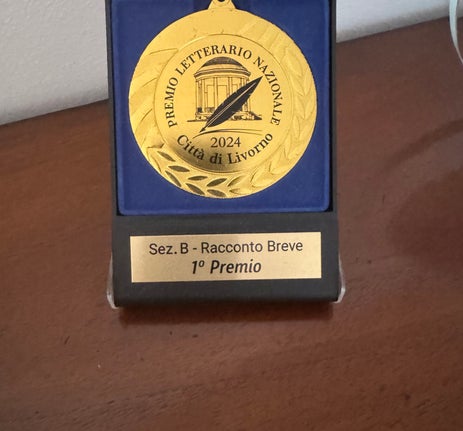 PREMIO LETTERARIO NAZIONALE
2024
Città di Livorno
Sez. B - Racconto Breve
1º Premio